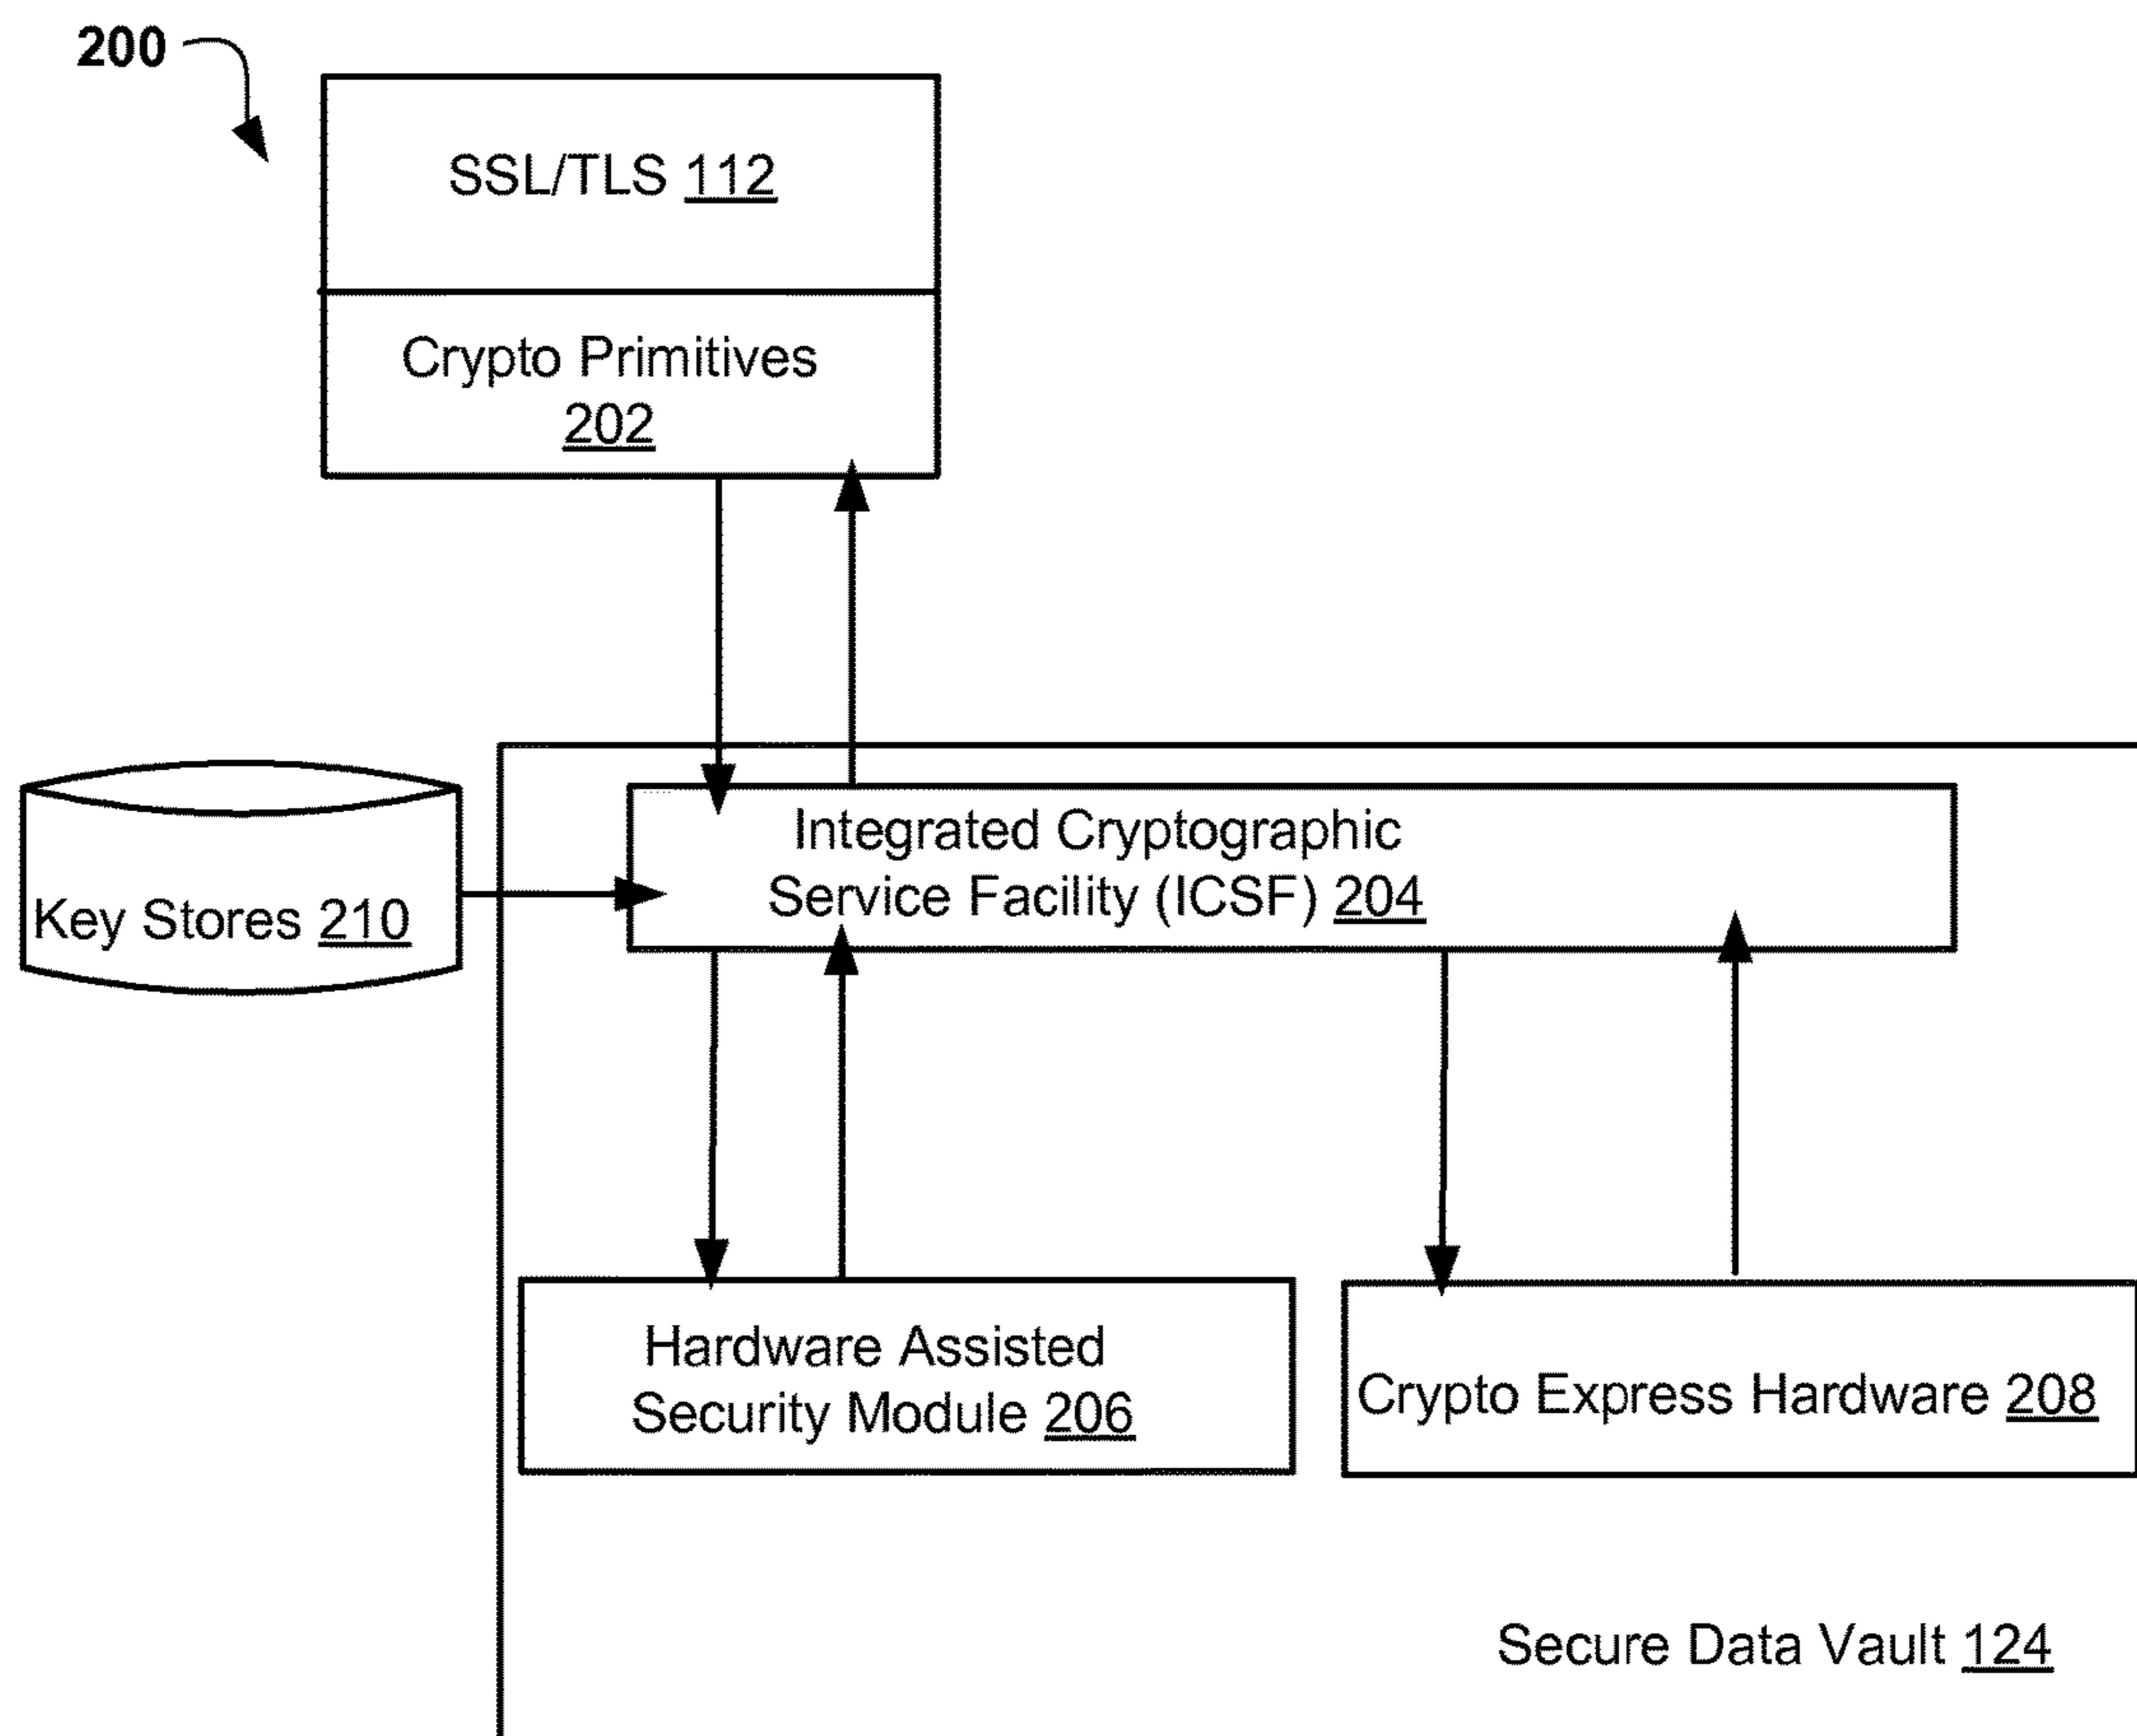 200
SSL/TLS 112
Crypto Primitives
202
Integrated Cryptographic
Service Facility (ICSF) 204
Key Stores 210
Hardware Assisted
Security Module 206
Crypto Express Hardware 208
Secure Data Vault 124